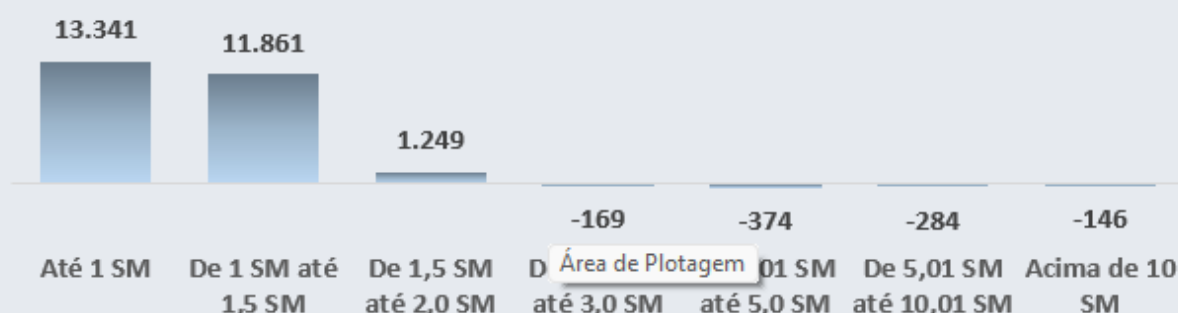 13.341
11.861
1.249
-169
-374
-284
-146
Até 1 SM
De 1 SM até
1,5 SM
De 1,5 SM
até 2,0 SM
até 3,0 SM
Área de Plotagem
01 SM
até 5,0 SM
De 5,01 SM
até 10,01 SM
Acima de 10
SM